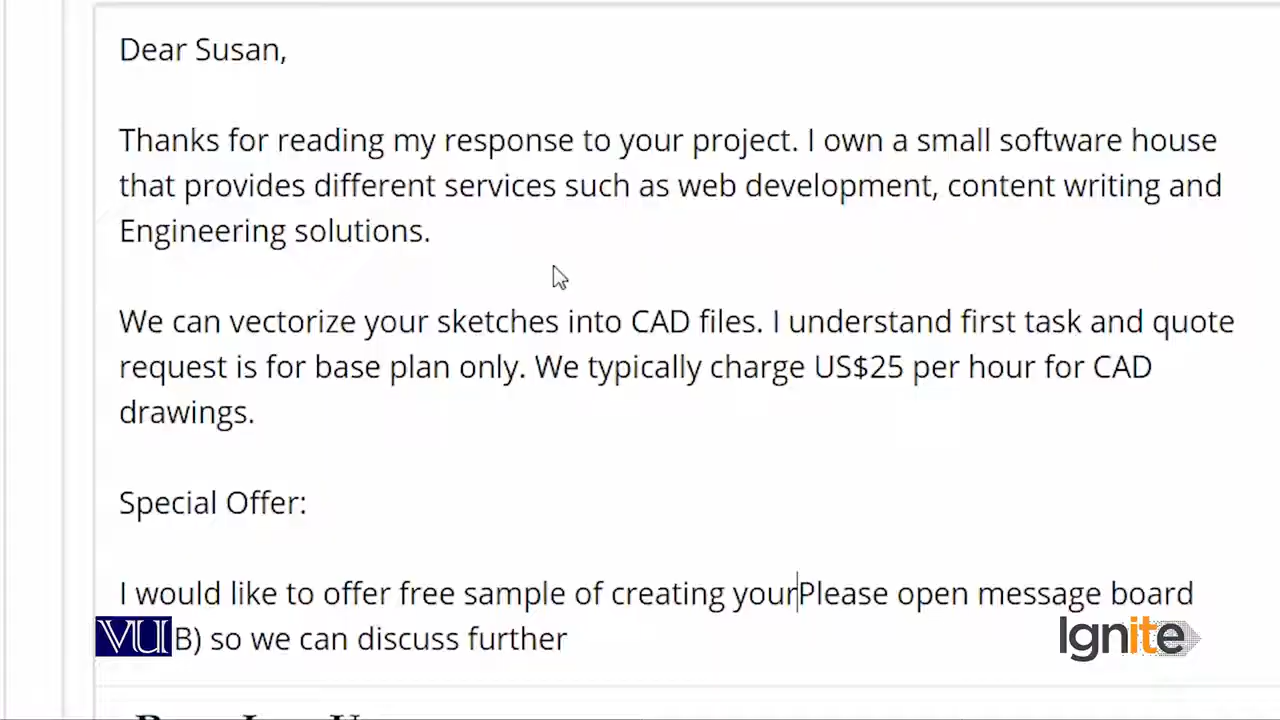 Dear Susan,
Thanks for reading my response to your project. I own a small software house
that provides different services such as web development, content writing and
Engineering solutions.
We can vectorize your sketches into CAD files. I understand first task and quote
request is for base plan only. We typically charge US$25 per hour for CAD
drawings.
Special Offer:
I would like to offer free sample of creating yourPlease open message board
VU B) so we can discuss further
Ignite